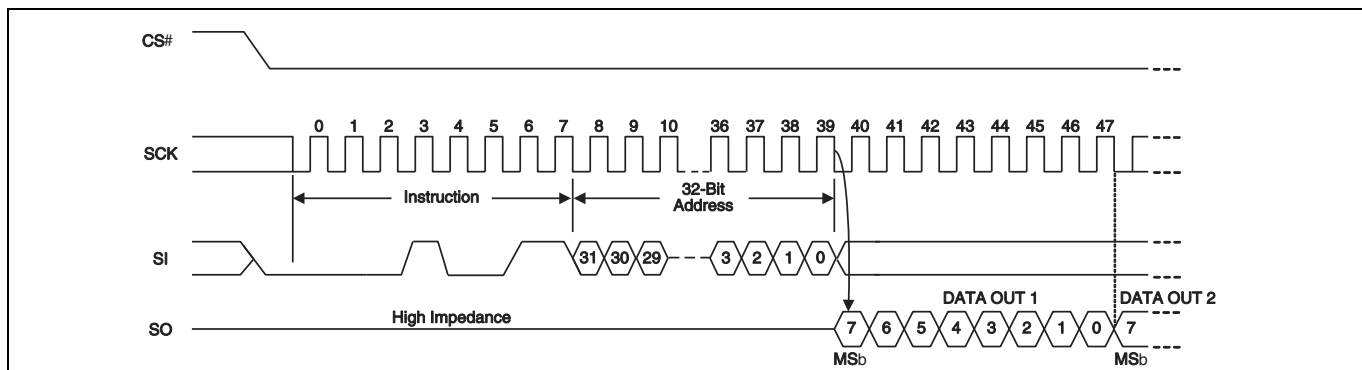 CS#
0 1 2 3 4 5 6 7 8 9 10 36 37 38 39 40 41 42 43 44 45 46 47
SCK
Instruction
32-Bit
Address
SI
31 30 29 3 2 1 0
DATA OUT 1
DATA OUT 2
High Impedance
SO
7 6 5 4 3 2 1 0 7
MSb
MSb